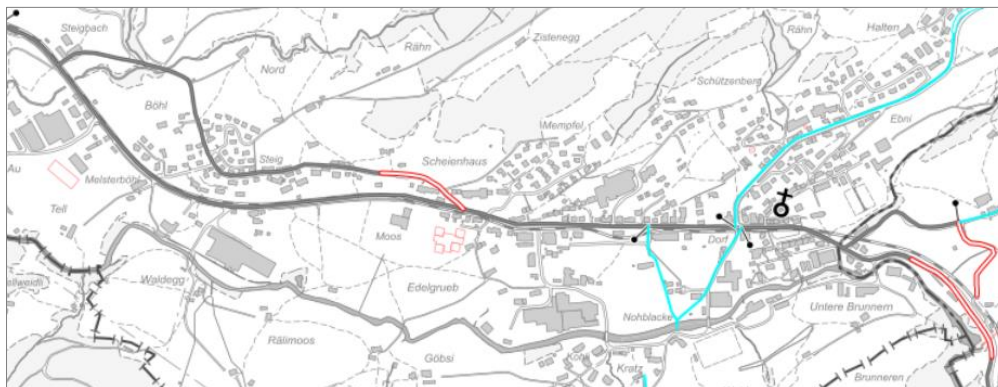 Steigbach
Rähn
Zistenegg
Rähn
Halten
Nord
Schützenberg
Böhl
Mempfel
Ebni
Au
Steig
Scheienhaus
Meisterböhl
Tell
Moos
Dorf
Waldegg
Edelgrueb
Nohblacke
Untere Brunnern
Rälimoos
Göbsi
Kratz
Brunneren